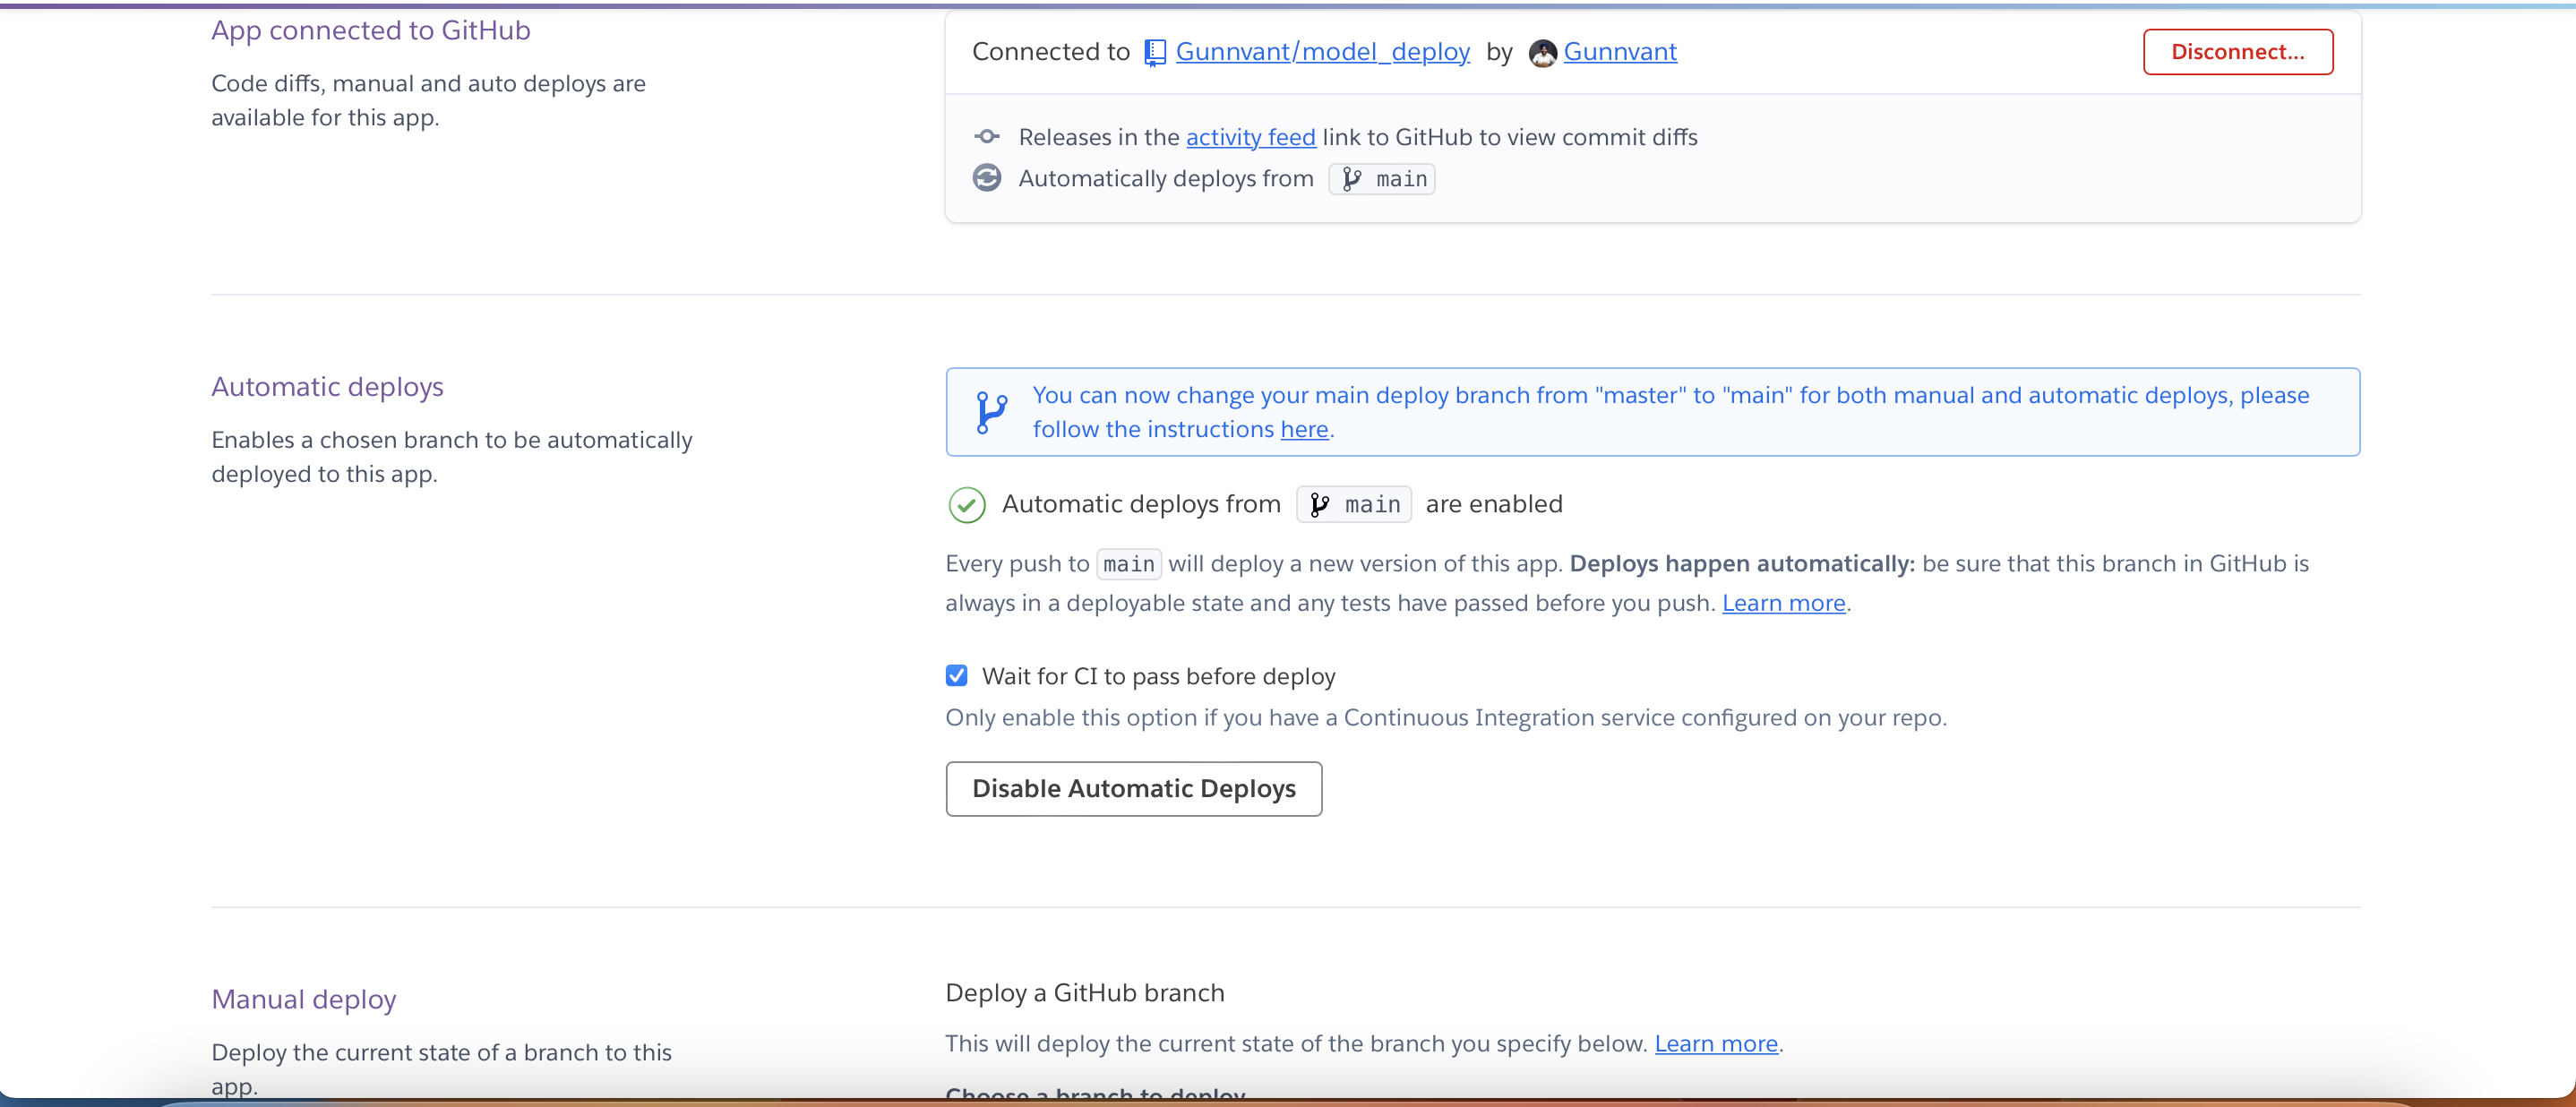 App connected to GitHub
Code diffs, manual and auto deploys are
available for this app.
Connected to Gunnvant/model_deploy by Gunnvant
Disconnect...
Releases in the activity feed link to GitHub to view commit diffs
Automatically deploys from main
Automatic deploys
Enables a chosen branch to be automatically
deployed to this app.
You can now change your main deploy branch from "master" to "main" for both manual and automatic deploys, please
follow the instructions here.
Automatic deploys from main are enabled
Every push to main will deploy a new version of this app. Deploys happen automatically: be sure that this branch in GitHub is
always in a deployable state and any tests have passed before you push. Learn more.
Wait for CI to pass before deploy
Only enable this option if you have a Continuous Integration service configured on your repo.
Disable Automatic Deploys
Manual deploy
Deploy the current state of a branch to this
app.
Deploy a GitHub branch
This will deploy the current state of the branch you specify below. Learn more.
Choose a branch to deploy